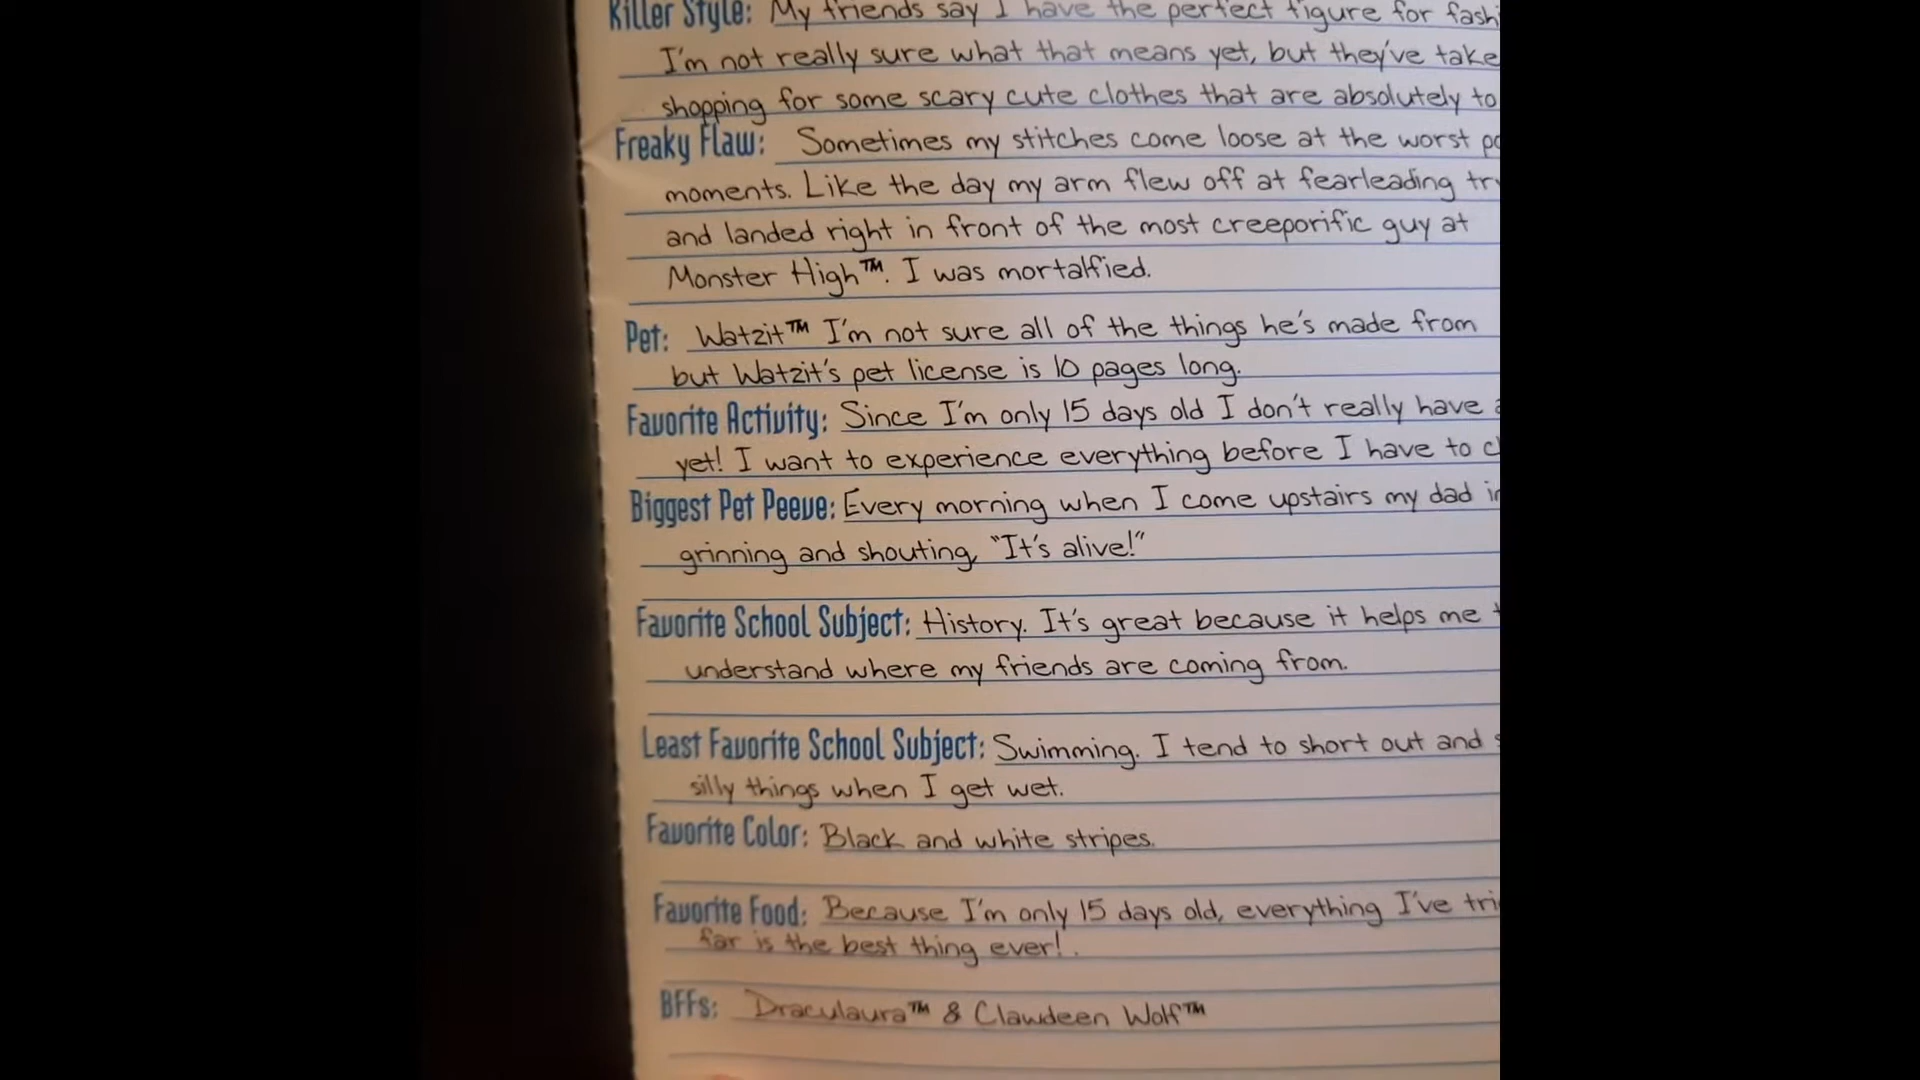 Killer Style: My friends say I have the perfect figure for
I'm not really sure what that means yet, but they've
shopping for some scary cute clothes that are absolutely
Freaky Flaw: Sometimes my stitches come loose at the worst
moments. Like the day my arm flew off at fearleading
and landed right in front of the most creeporific guy at
Monster High™. I was mortalfied.
Pet: Watzit™ I'm not sure all of the things he's made from
but Watzit's pet license is 10 pages long.
Favorite Activity: Since I'm only 15 days old I don't really have
yet! I want to experience everything before I have to
Biggest Pet Peeve: Every morning when I come upstairs my dad
grinning and shouting, "It's alive!"
Favorite School Subject: History. It's great because it helps me
understand where my friends are coming from.
Least Favorite School Subject: Swimming. I tend to short out and
silly things when I get wet.
Favorite Color: Black and white stripes.
Favorite Food: Because I'm only 15 days old, everything I've
far is the best thing ever!.
BFFs: Draculaura™ & Clawdeen Wolf™